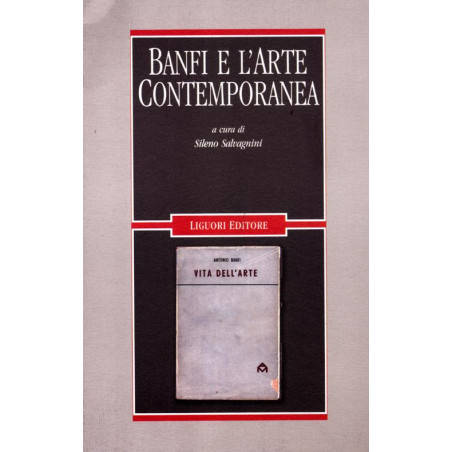 BANFI E L'ARTE
CONTEMPORANEA
a cura di
Sileno Salvagnini
LIGUORI EDITORE
ANTONIO BANFI
VITA DELL'ARTE